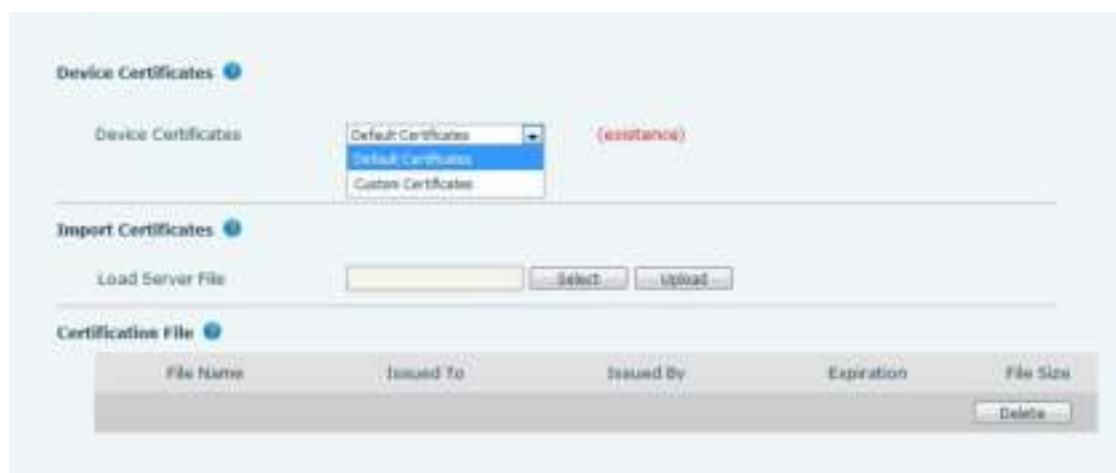 Device Certificates
Device Certificates Default Certificates (existance)
Default Certificates
Custom Certificates
Import Certificates
Load Server File Select Upload
Certification File
File Name Issued To Issued By Expiration File Size
Delete